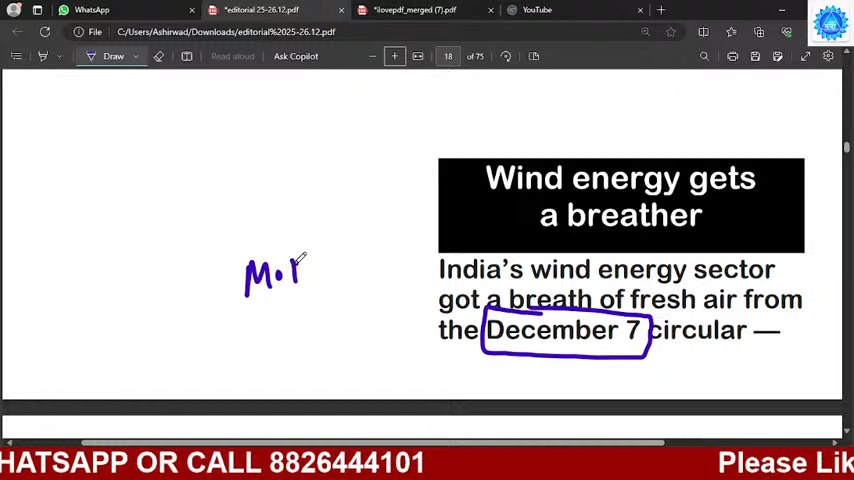 WhatsApp
*editorial 25-26.12.pdf
*ilovepdf_merged (7).pdf
YouTube
File C:/Users/Ashirwad/Downloads/editorial%2025-26.12.pdf
Draw
Read aloud
Ask Copilot
18 of 75
Wind energy gets
a breather
India's wind energy sector
got a breath of fresh air from
the December 7 circular —
M.
HATSAPP OR CALL 8826444101 Please Lik